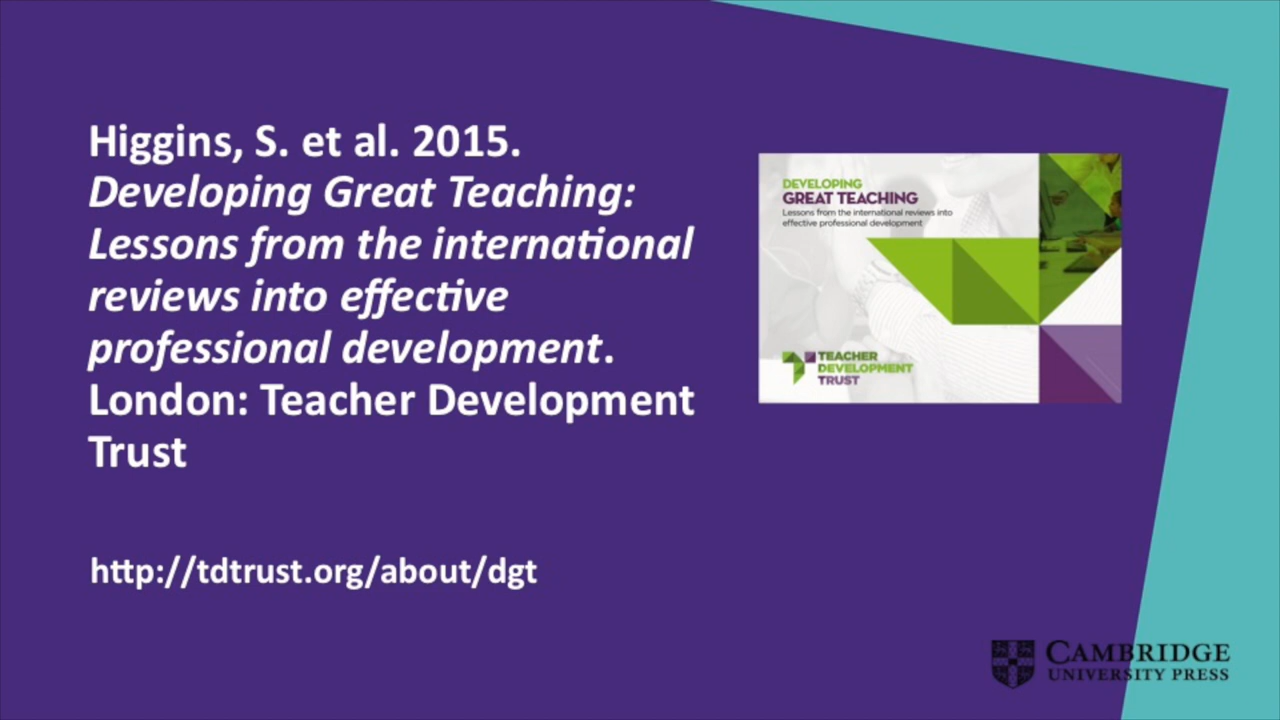 Higgins, S. et al. 2015.
Developing Great Teaching:
Lessons from the international
reviews into effective
professional development.
London: Teacher Development
Trust
http://tdtrust.org/about/dgt
DEVELOPING
GREAT TEACHING
Lessons from the international reviews into
effective professional development
TEACHER
DEVELOPMENT
TRUST
CAMBRIDGE
UNIVERSITY PRESS